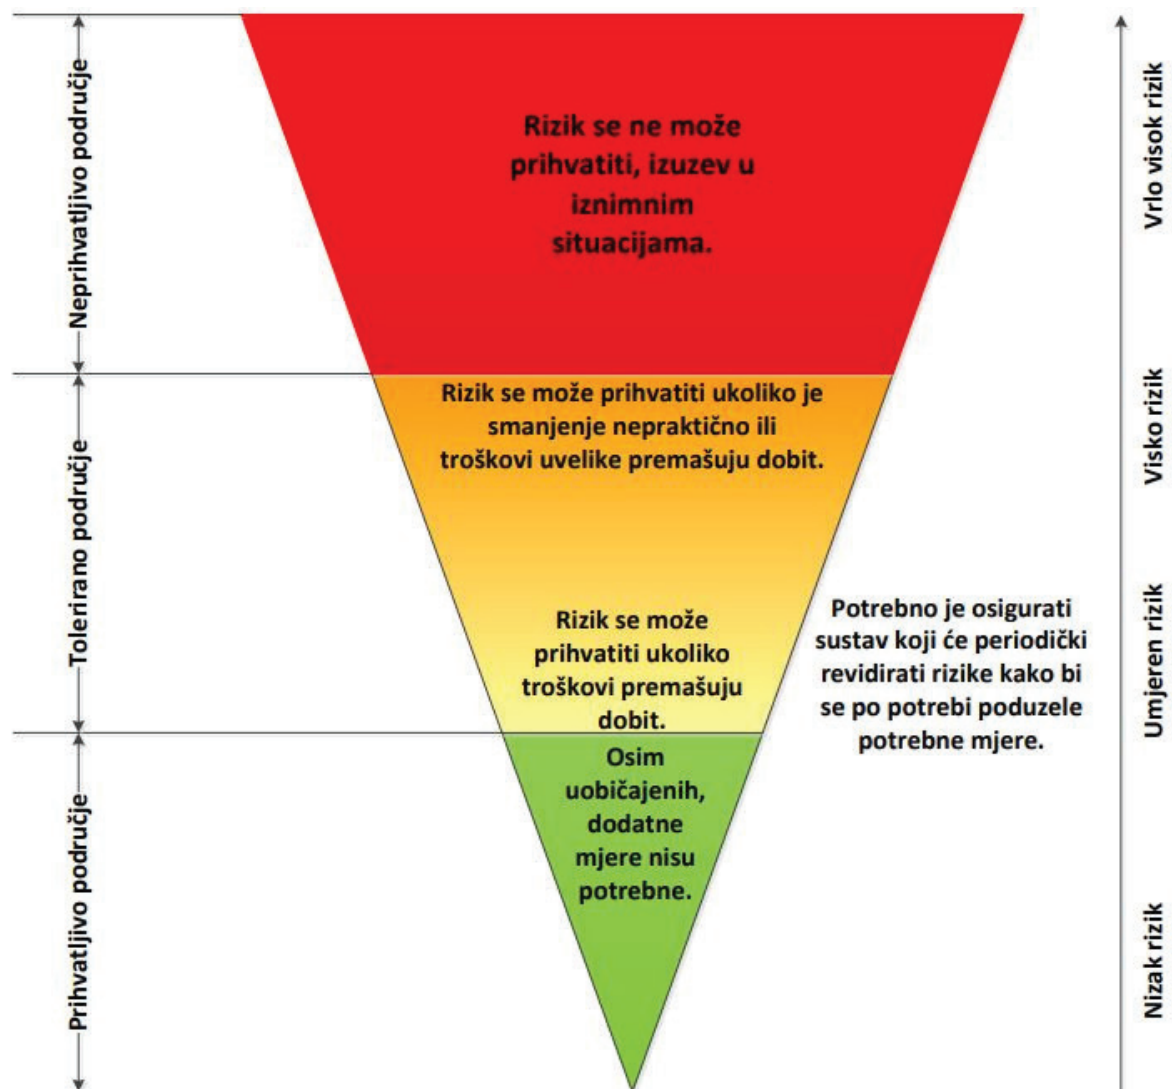 Neprihvatljivo područje
Rizik se ne može
prihvatiti, izuzev u
iznimnim
situacijama.
Vrlo visok rizik
Tolerirano područje
Rizik se može prihvatiti ukoliko je
smanjenje nepraktično ili
troškovi uvelike premašuju dobit.
Visko rizik
Rizik se može
prihvatiti ukoliko
troškovi premašuju
dobit.
Potrebno je osigurati
sustav koji će periodički
revidirati rizike kako bi
se po potrebi poduzele
potrebne mjere.
Umjeren rizik
Prihvatljivo područje
Osim
uobičajenih,
dodatne
mjere nisu
potrebne.
Nizak rizik